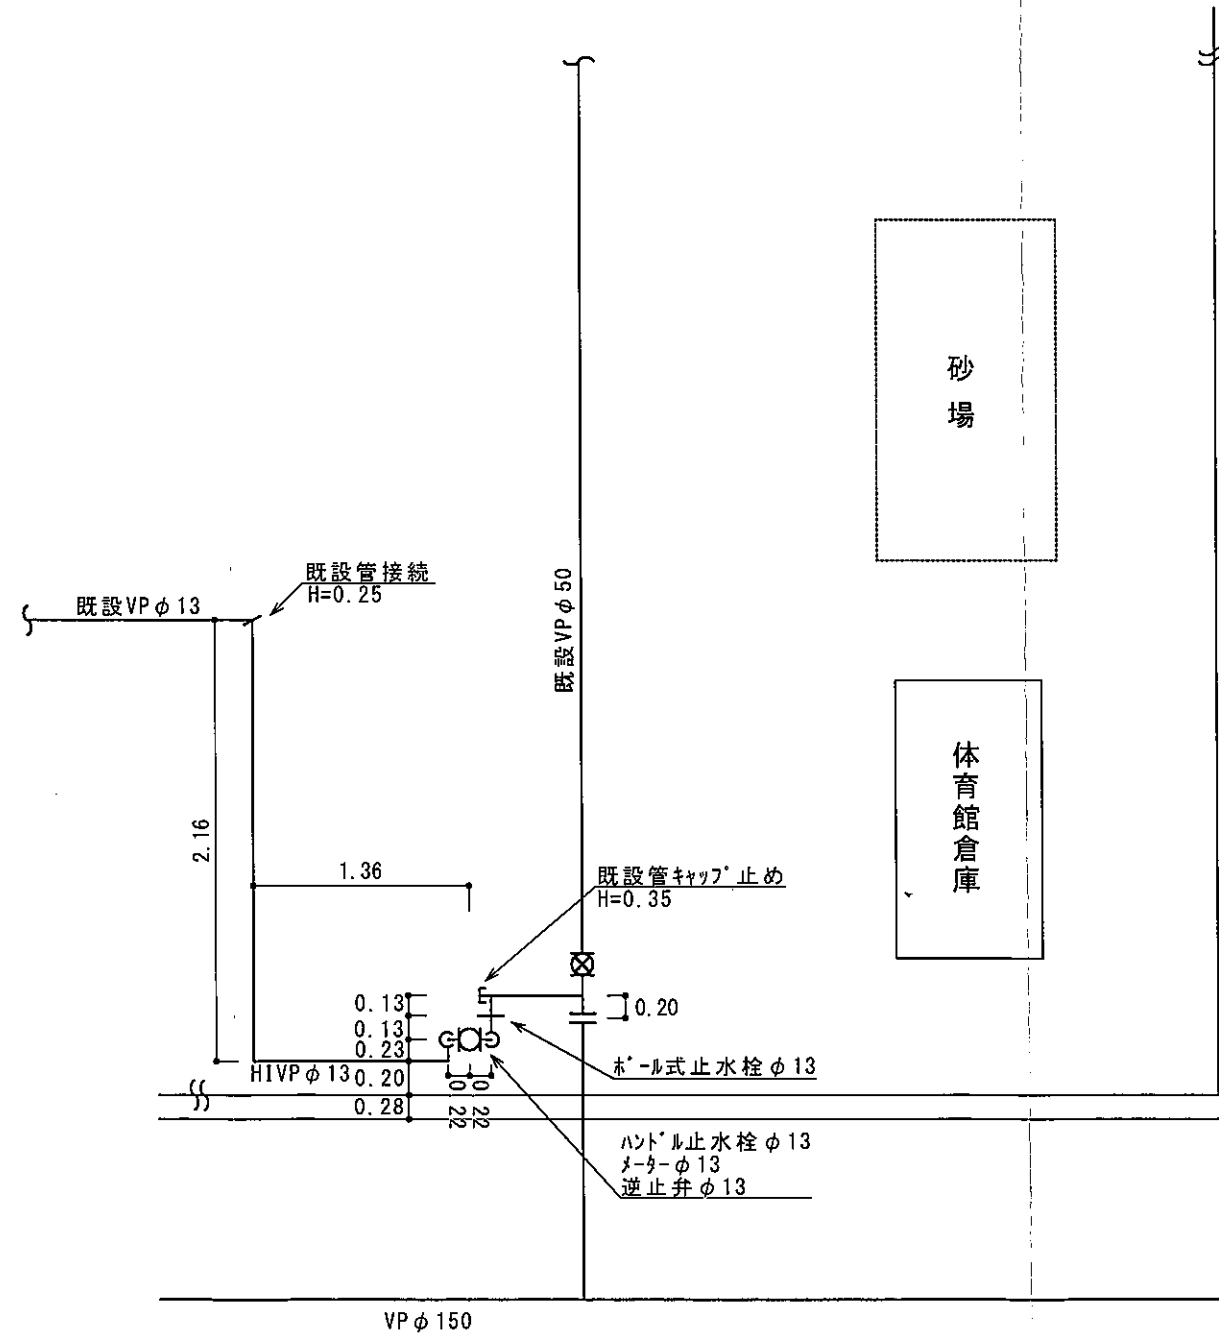 砂場
既設管接続
H=0.25
既設VPφ13
既設VPφ50
体育館倉庫
2.16
1.36
既設管ｷｬｯﾌﾟ止め
H=0.35
0.13
0.20
0.13
0.23
ﾎﾞｰﾙ式止水栓φ13
HIVPφ13
0.20
0.22
0.22
0.28
ﾊﾝﾄﾞﾙ止水栓φ13
ﾒｰﾀｰφ13
逆止弁φ13
VPφ150